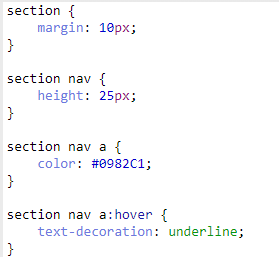 section {
    margin: 10px;
}

section nav {
    height: 25px;
}

section nav a {
    color: #0982C1;
}

section nav a:hover {
    text-decoration: underline;
}